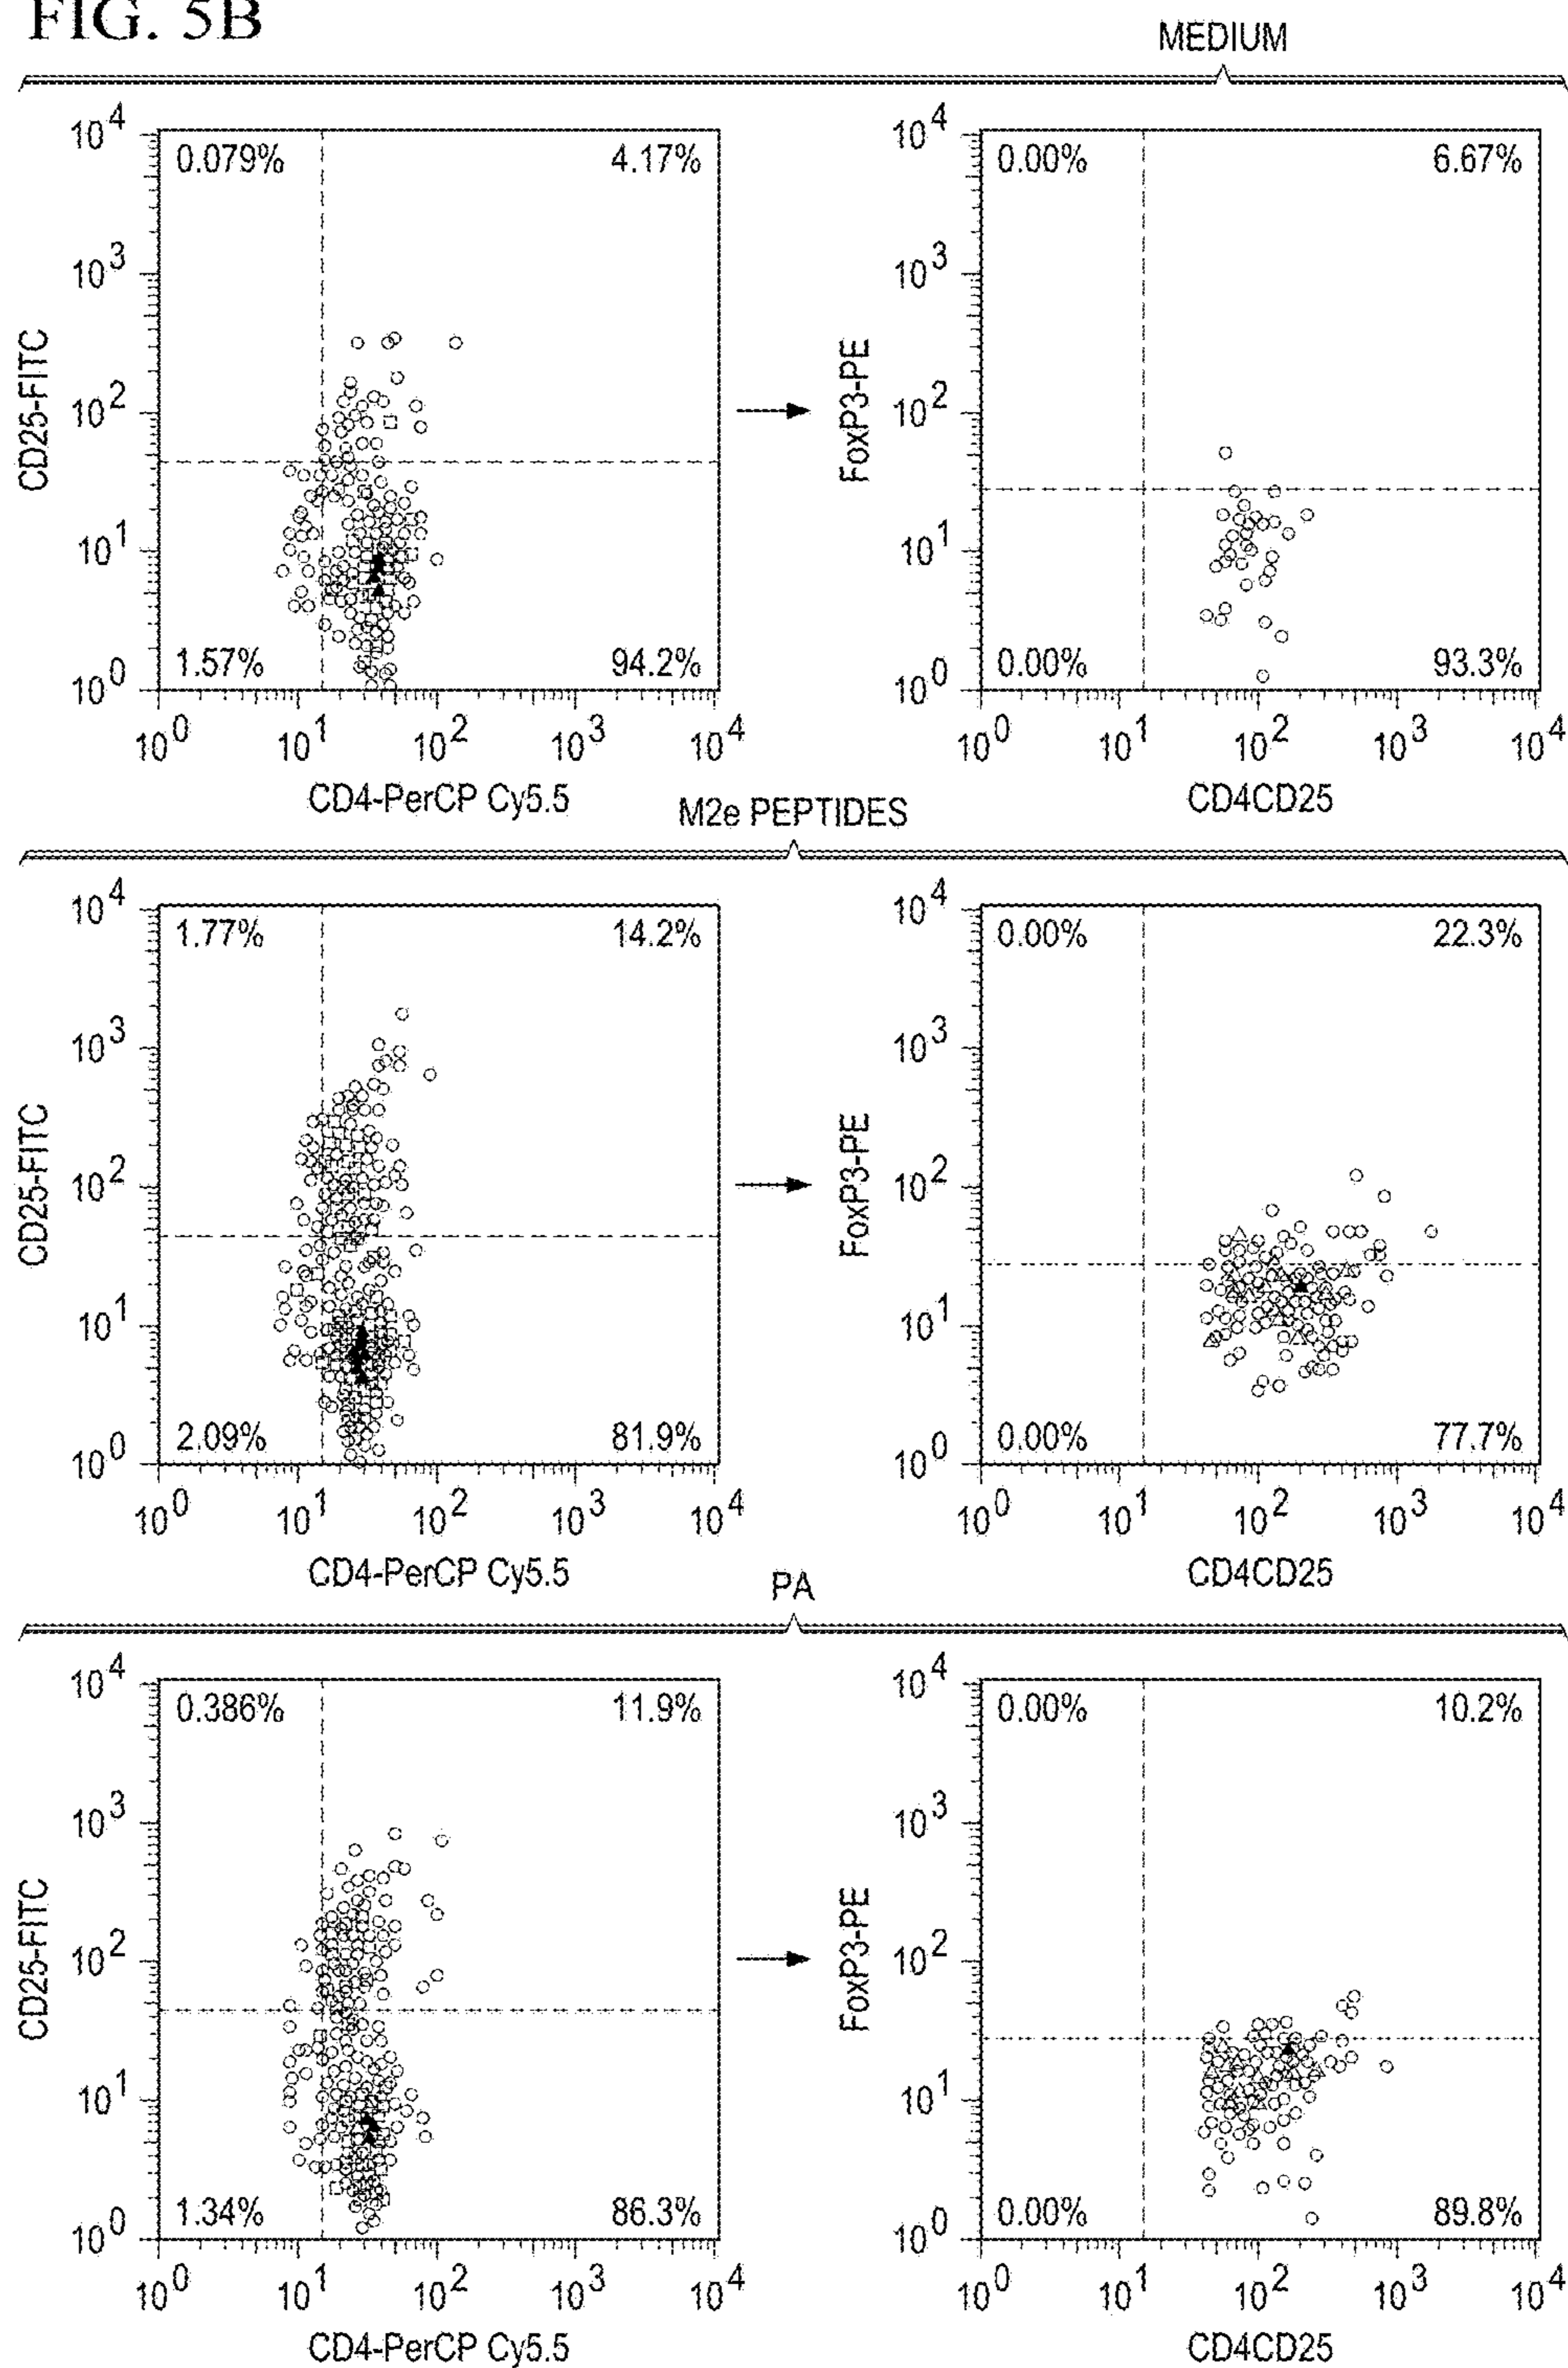 FIG. 5B
MEDIUM
10^4
0.079%
4.17%
10^3
CD25-FITC
10^2
10^1
1.57%
94.2%
10^0
10^0 10^1 10^2 10^3 10^4
CD4-PerCP Cy5.5
10^4
0.00%
6.67%
10^3
FoxP3-PE
10^2
10^1
0.00%
93.3%
10^0
10^0 10^1 10^2 10^3 10^4
CD4CD25
M2e PEPTIDES
10^4
1.77%
14.2%
10^3
CD25-FITC
10^2
10^1
2.09%
81.9%
10^0
10^0 10^1 10^2 10^3 10^4
CD4-PerCP Cy5.5
10^4
0.00%
22.3%
10^3
FoxP3-PE
10^2
10^1
0.00%
77.7%
10^0
10^0 10^1 10^2 10^3 10^4
CD4CD25
PA
10^4
0.386%
11.9%
10^3
CD25-FITC
10^2
10^1
1.34%
86.3%
10^0
10^0 10^1 10^2 10^3 10^4
CD4-PerCP Cy5.5
10^4
0.00%
10.2%
10^3
FoxP3-PE
10^2
10^1
0.00%
89.8%
10^0
10^0 10^1 10^2 10^3 10^4
CD4CD25